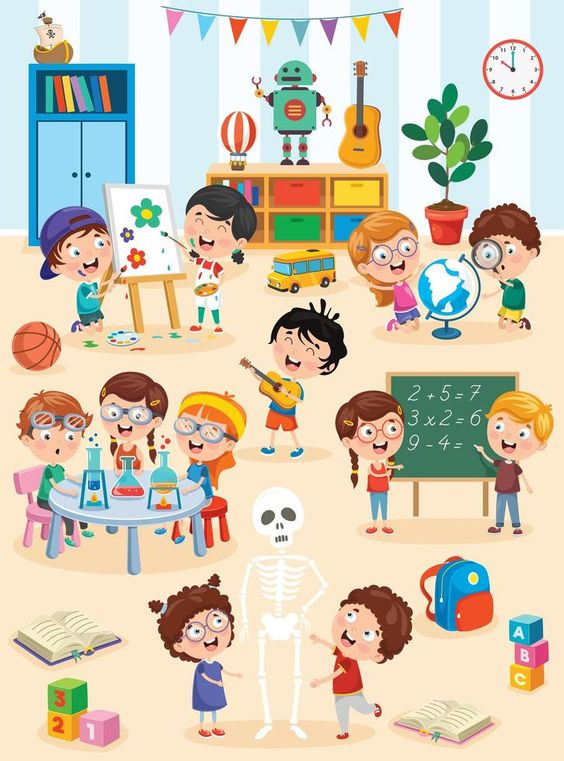 2 + 5 = 7
3 x 2 = 6
9 - 4 =
A
B
C
3
2 1